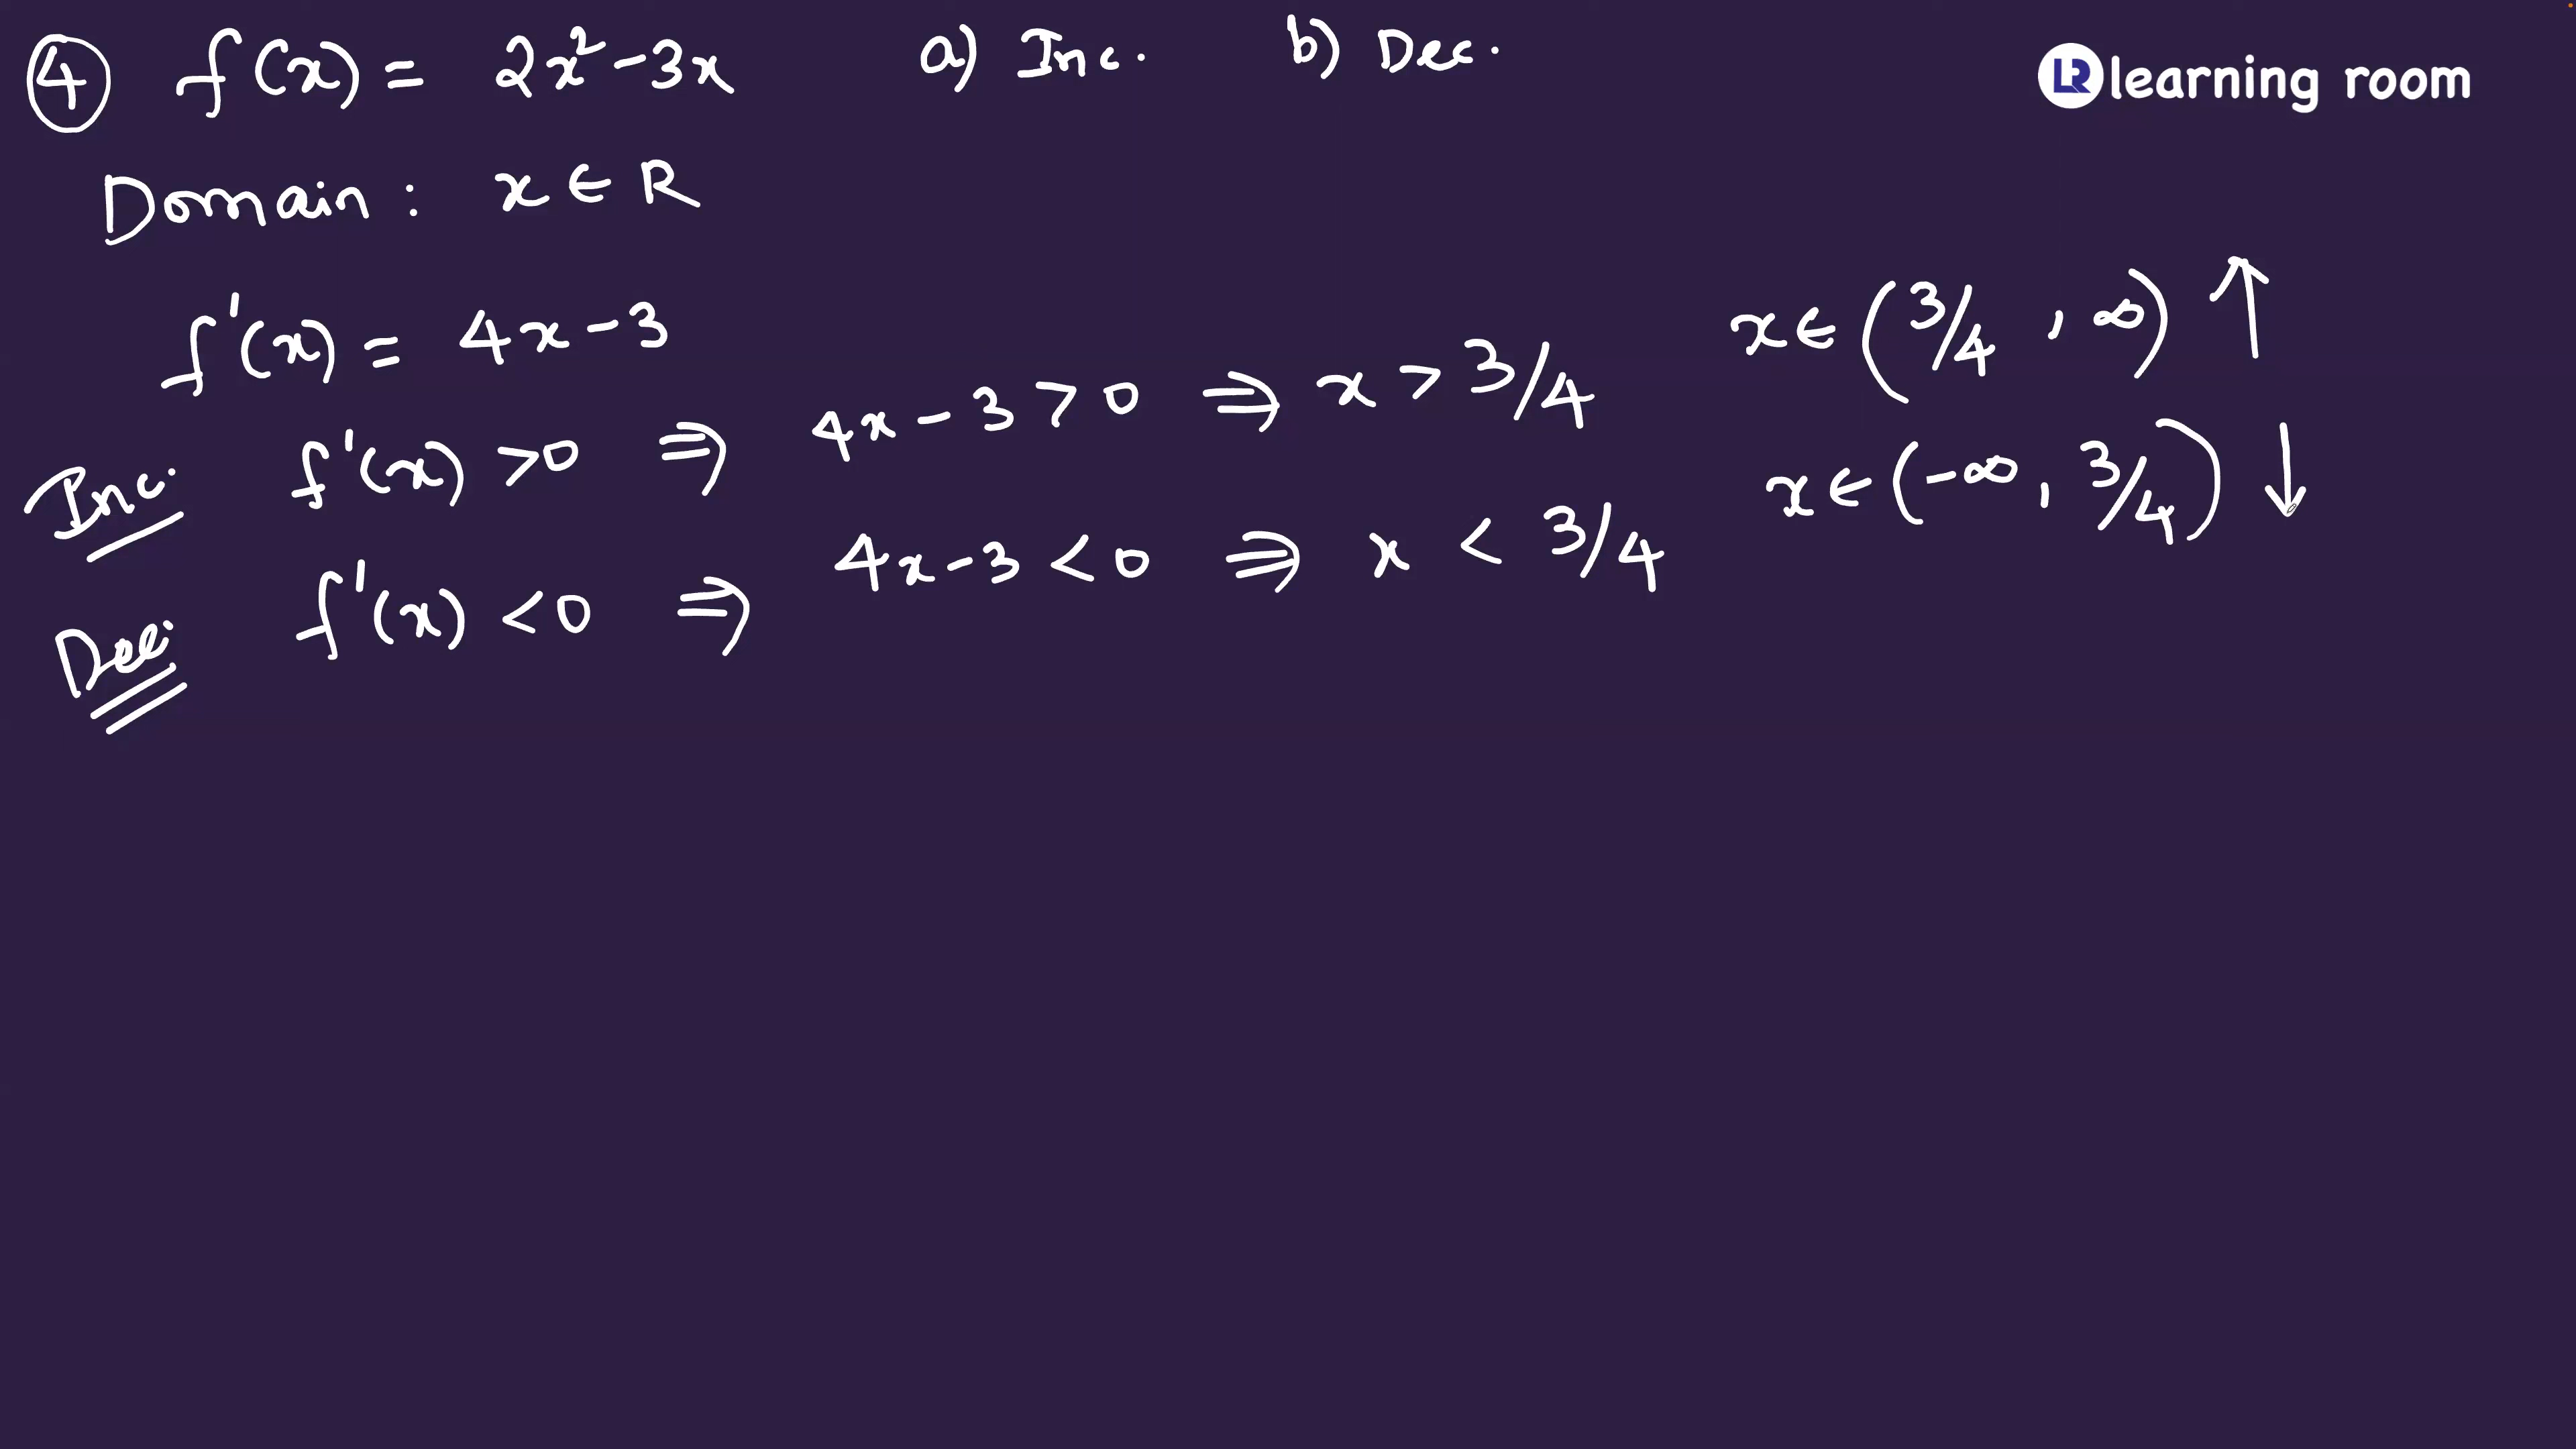 ④ f(x) = 2x²-3x a) Inc. b) Dec.
LR learning room
Domain : x ∈ R
f'(x) = 4x-3
Inc. f'(x) >0 ⇒ 4x-3>0 ⇒ x > 3/4 x ∈ (3/4 , ∞) ↑
Dec. f'(x) <0 ⇒ 4x-3<0 ⇒ x < 3/4 x ∈ (-∞, 3/4) ↓